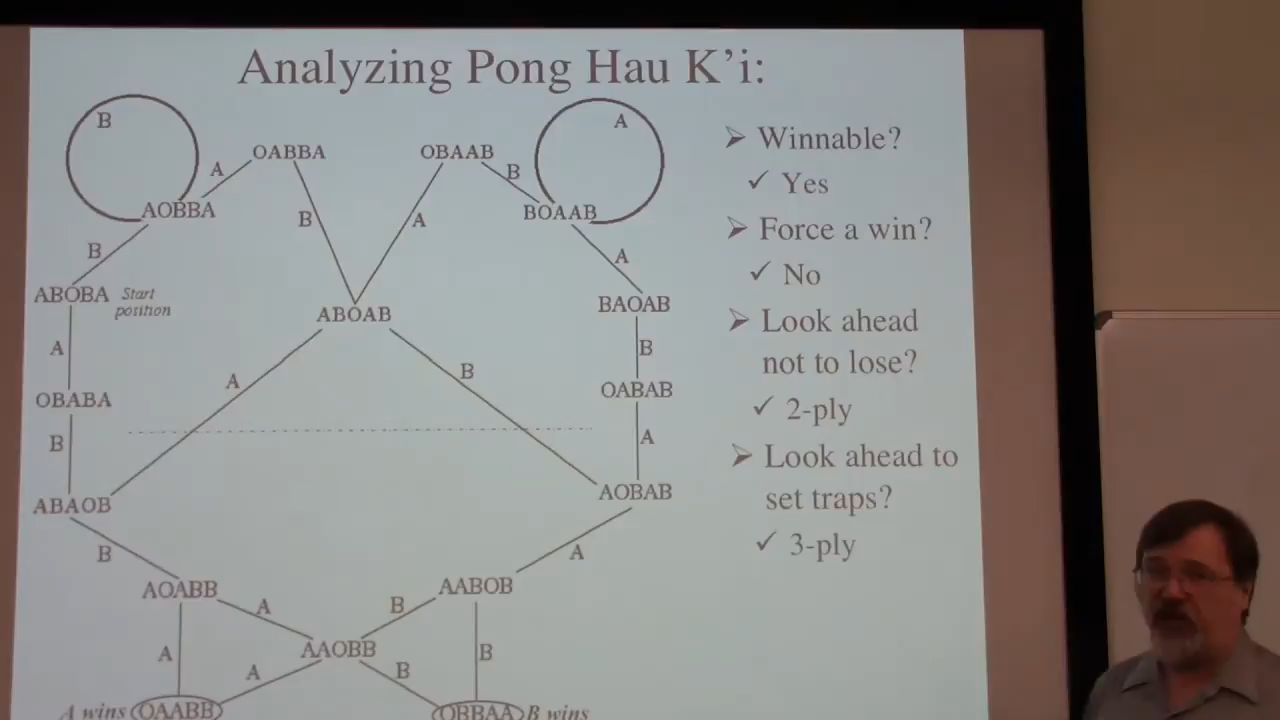 Analyzing Pong Hau K'i:
B
A
OABBA
OBAAB
A
B
AOBBA
BOAAB
B
B
A
A
ABOBA Start position
ABOAB
BAOAB
A
A
B
B
OBABA
OABAB
B
A
ABAOB
AOBAB
B
A
AOABB
AABOB
A
B
A
AAOBB
B
A
B
A wins OAABB
OBBAA B wins
➢ Winnable?
✓ Yes
➢ Force a win?
✓ No
➢ Look ahead
not to lose?
✓ 2-ply
➢ Look ahead to
set traps?
✓ 3-ply